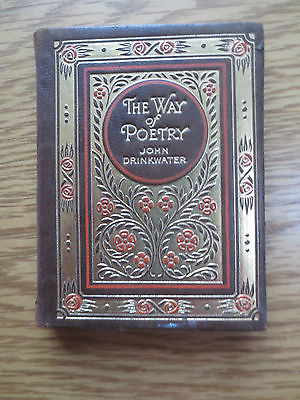 THE WAY
of
POETRY
JOHN
DRINKWATER